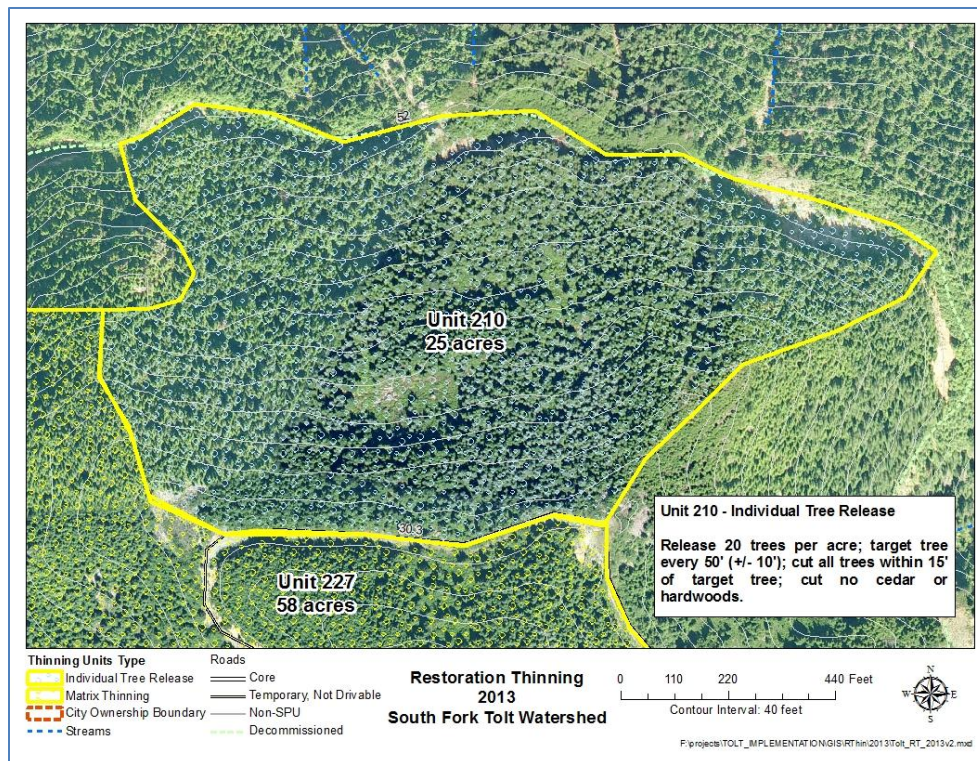 52
Unit 210
25 acres
30.3
Unit 227
58 acres
Unit 210 - Individual Tree Release
Release 20 trees per acre; target tree
every 50' (+/- 10'); cut all trees within 15'
of target tree; cut no cedar or
hardwoods.
Thinning Units Type
Individual Tree Release
Matrix Thinning
City Ownership Boundary
Streams
Roads
Core
Temporary, Not Drivable
Non-SPU
Decommissioned
Restoration Thinning
2013
South Fork Tolt Watershed
0 110 220 440 Feet
Contour Interval: 40 feet
N
W E
S
F:\projects\TOLT_IMPLEMENTATION\GIS\RThin\2013\Tolt_RT_2013v2.mxd